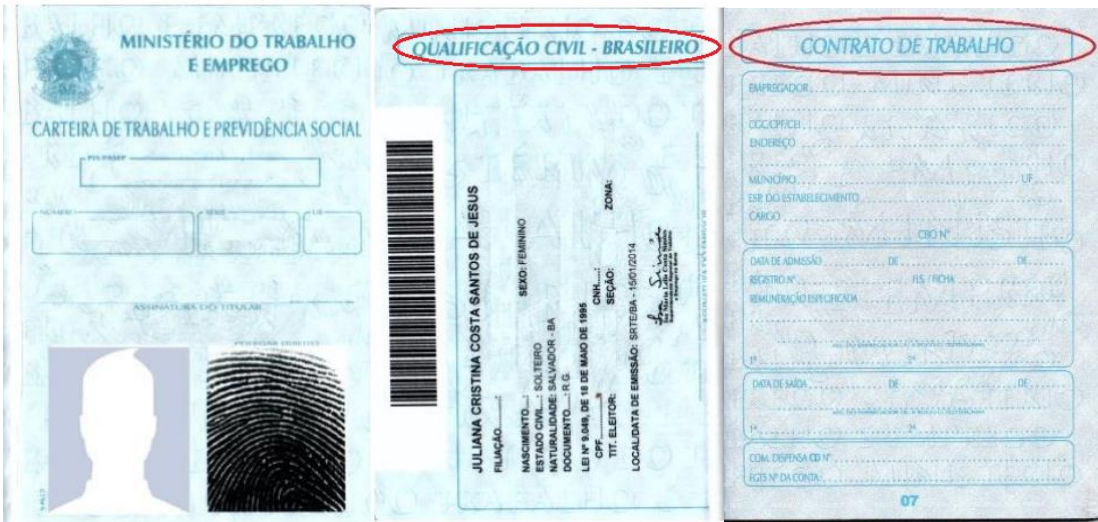 MINISTÉRIO DO TRABALHO
E EMPREGO
CARTEIRA DE TRABALHO E PREVIDÊNCIA SOCIAL
PIS/PASEP
NÚMERO
SÉRIE
UF
ASSINATURA DO TITULAR
POLEGAR DIREITO
QUALIFICAÇÃO CIVIL - BRASILEIRO
JULIANA CRISTINA COSTA SANTOS DE JESUS
FILIAÇÃO.....:
NASCIMENTO.....: SEXO: FEMININO
ESTADO CIVIL...: SOLTEIRO
NATURALIDADE: SALVADOR - BA
DOCUMENTO.....: R.G.
LEI Nº 9.049, DE 18 DE MAIO DE 1995
CPF CNH.....:
TIT. ELEITOR: SEÇÃO: ZONA:
LOCAL/DATA DE EMISSÃO: SRTE/BA - 15/01/2014
CONTRATO DE TRABALHO
EMPREGADOR
CGC/CPF/CEI
ENDEREÇO
MUNICÍPIO UF
ESP. DO ESTABELECIMENTO
CARGO
CBO Nº
DATA DE ADMISSÃO DE DE
REGISTRO Nº FLS. / FICHA
REMUNERAÇÃO ESPECIFICADA
1º 2º
DATA DE SAÍDA DE DE
1º 2º
COM. DISPENSA CD Nº
FGTS Nº DA CONTA
07